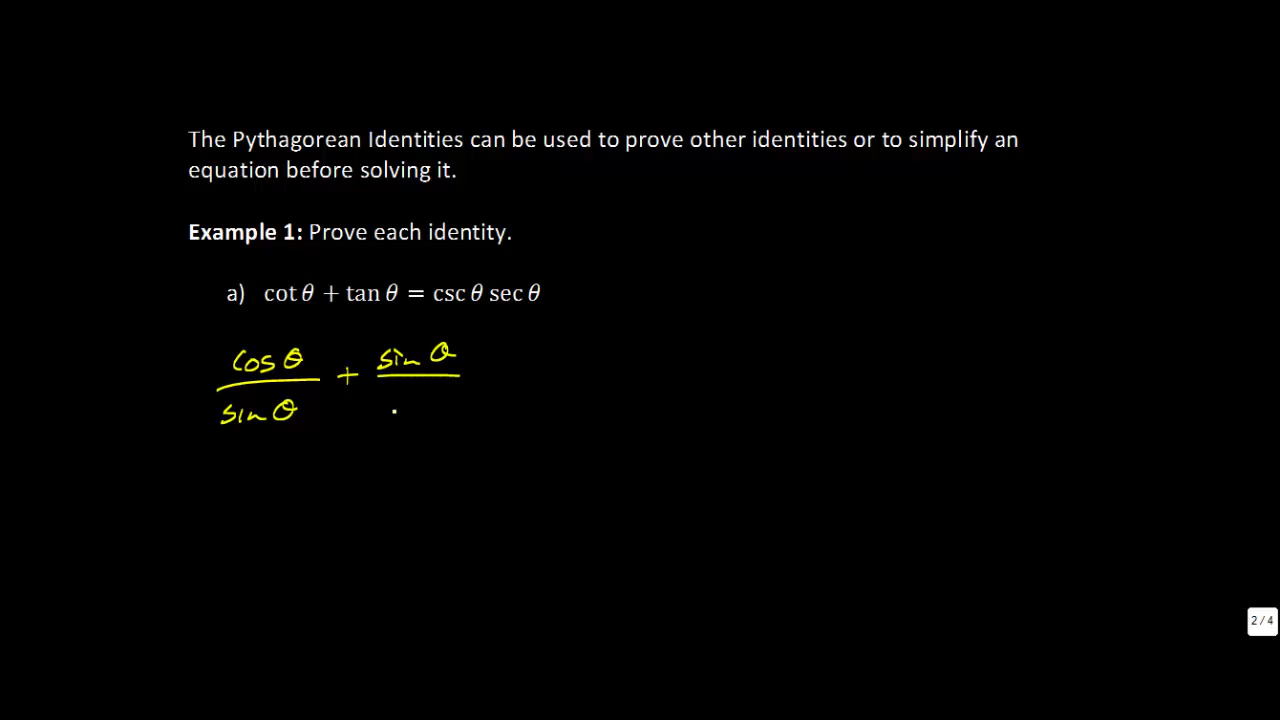 The Pythagorean Identities can be used to prove other identities or to simplify an
equation before solving it.
Example 1: Prove each identity.
a) cot θ + tan θ = csc θ sec θ
cos θ + sin θ
sin θ
2 / 4